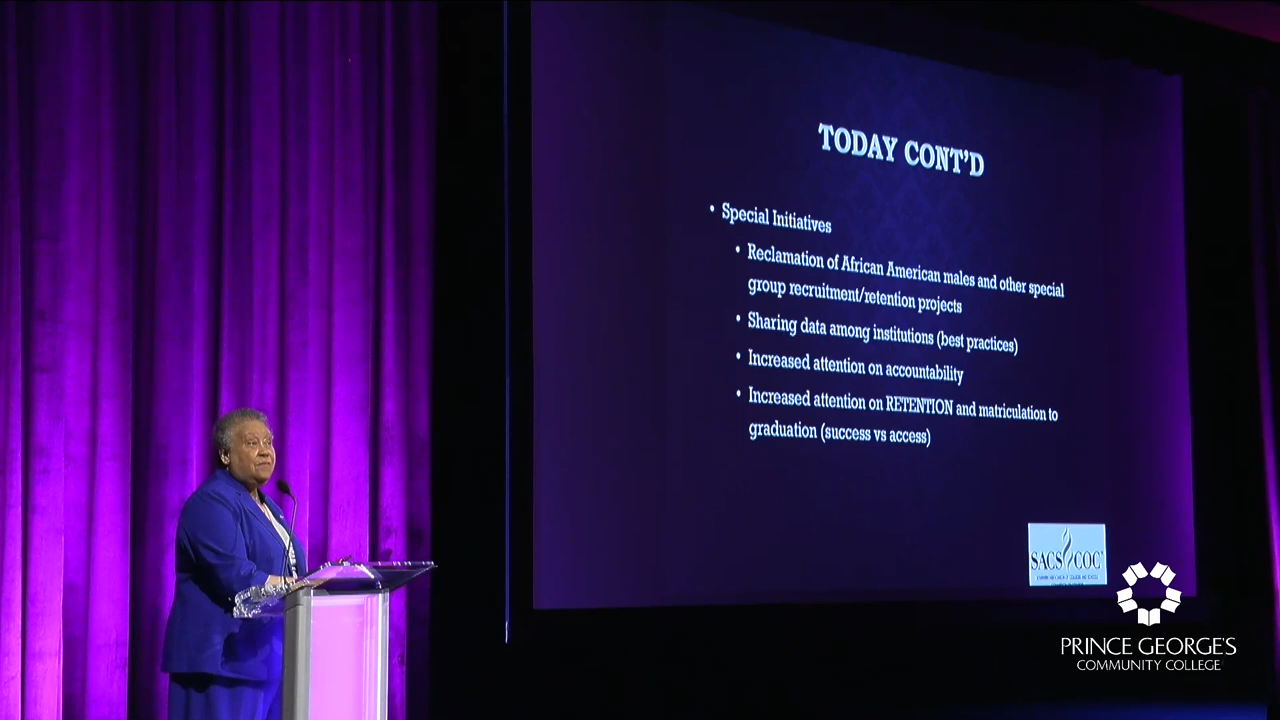 TODAY CONT'D
• Special Initiatives
• Reclamation of African American males and other special
group recruitment/retention projects
• Sharing data among institutions (best practices)
• Increased attention on accountability
• Increased attention on RETENTION and matriculation to
graduation (success vs access)
SACS COC
PRINCE GEORGE'S
COMMUNITY COLLEGE